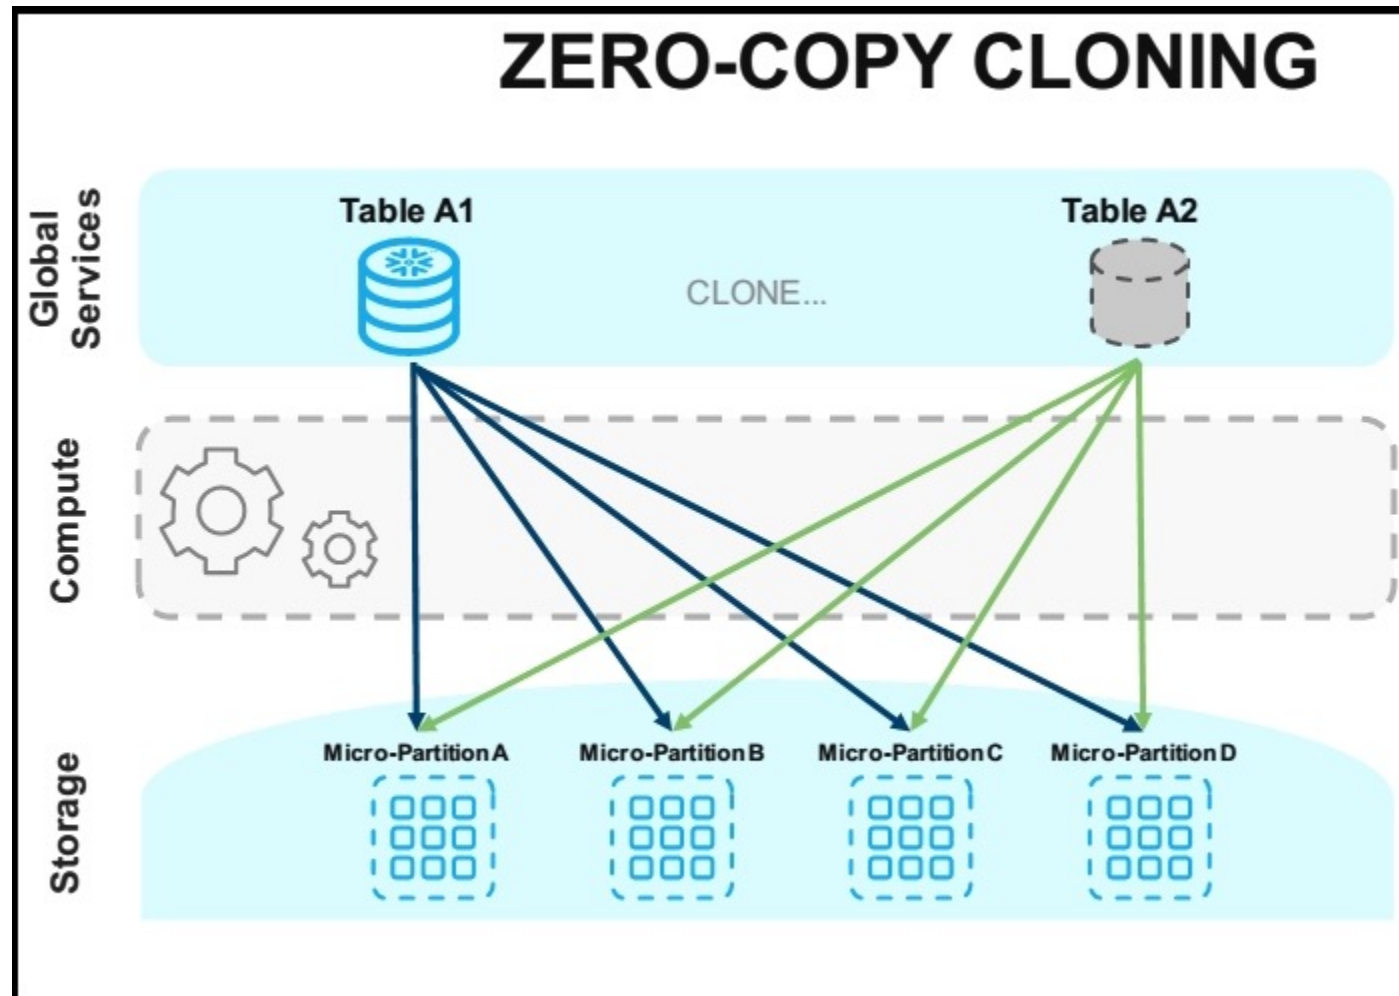 ZERO-COPY CLONING
Global
Services
Table A1
Table A2
CLONE...
Compute
Storage
Micro-Partition A
Micro-Partition B
Micro-Partition C
Micro-Partition D